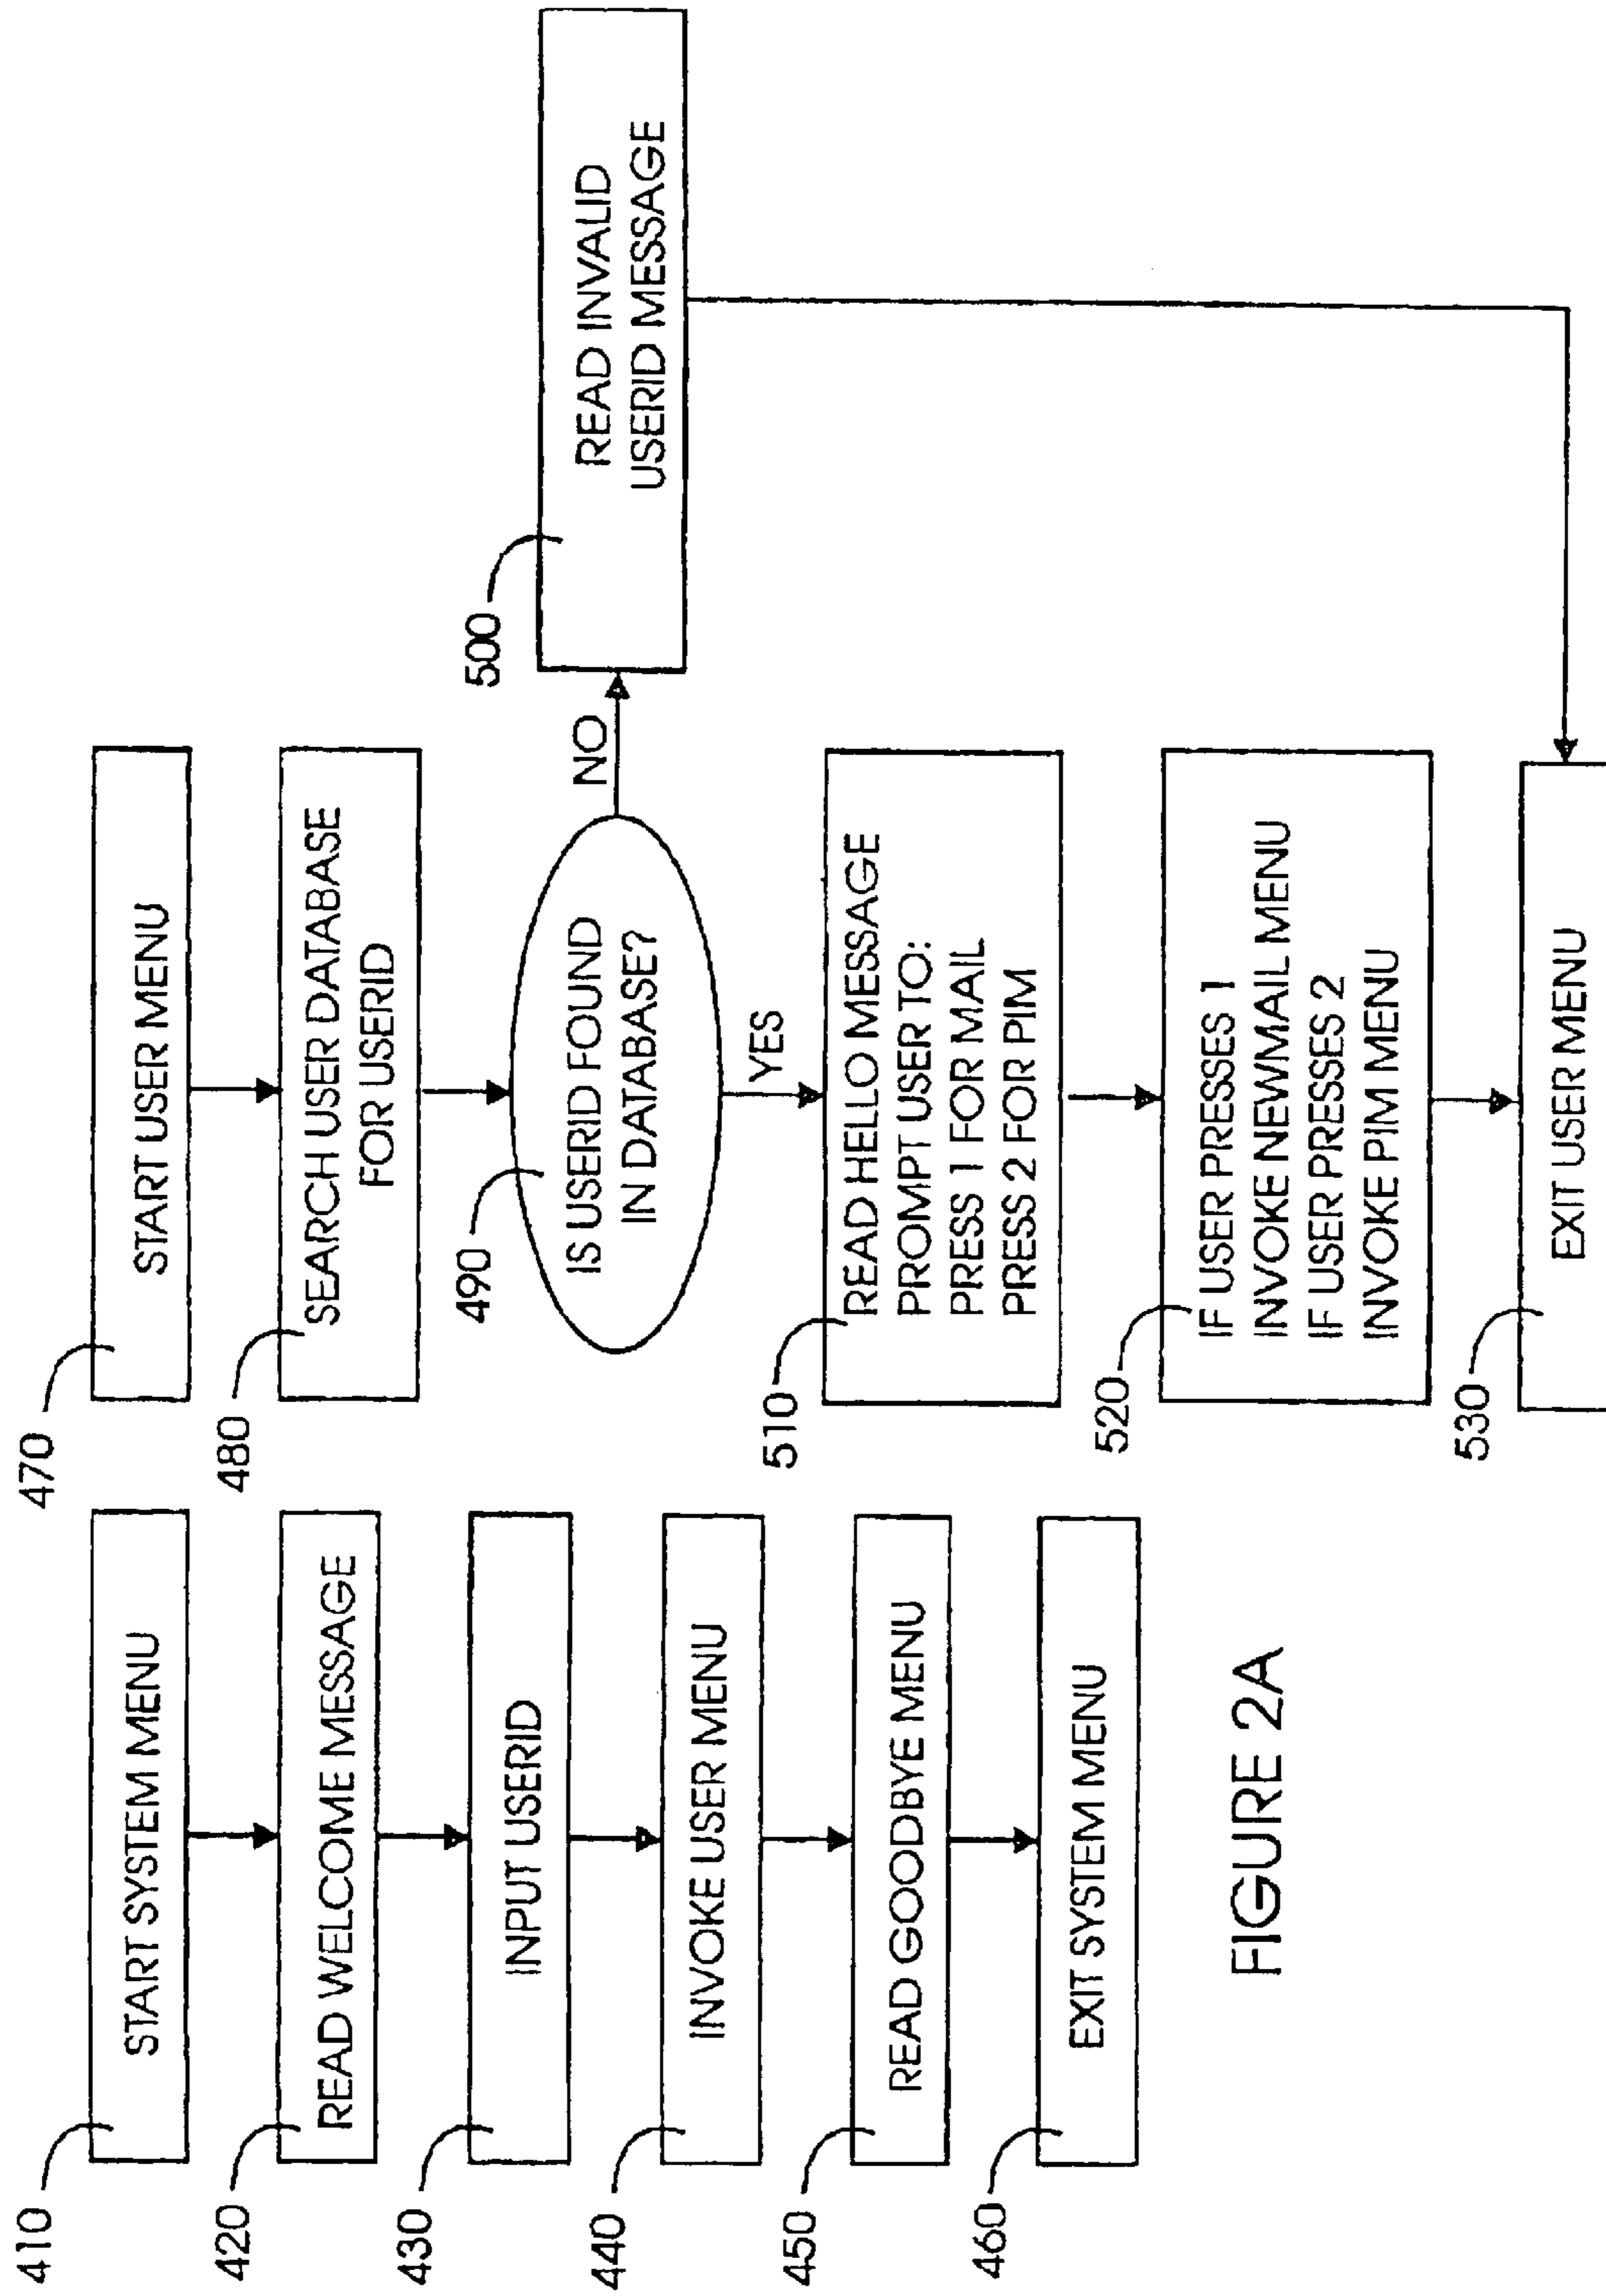 410
START SYSTEM MENU
420
READ WELCOME MESSAGE
430
INPUT USERID
440
INVOKE USER MENU
450
READ GOODBYE MENU
460
EXIT SYSTEM MENU
470
START USER MENU
480
SEARCH USER DATABASE
FOR USERID
490
IS USERID FOUND
IN DATABASE?
NO
500
READ INVALID
USERID MESSAGE
YES
510
READ HELLO MESSAGE
PROMPT USER TO:
PRESS 1 FOR MAIL
PRESS 2 FOR PIM
520
IF USER PRESSES 1
INVOKE NEWMAIL MENU
IF USER PRESSES 2
INVOKE PIM MENU
530
EXIT USER MENU
FIGURE 2A